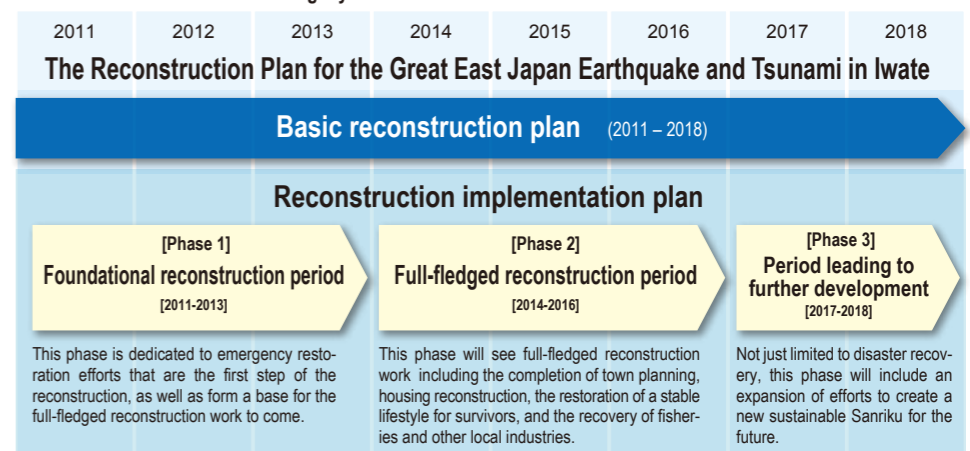 2011 2012 2013 2014 2015 2016 2017 2018
The Reconstruction Plan for the Great East Japan Earthquake and Tsunami in Iwate
Basic reconstruction plan (2011 – 2018)
Reconstruction implementation plan
[Phase 1]
Foundational reconstruction period
[2011-2013]
This phase is dedicated to emergency resto-
ration efforts that are the first step of the
reconstruction, as well as form a base for the
full-fledged reconstruction work to come.
[Phase 2]
Full-fledged reconstruction period
[2014-2016]
This phase will see full-fledged reconstruction
work including the completion of town planning,
housing reconstruction, the restoration of a stable
lifestyle for survivors, and the recovery of fisher-
ies and other local industries.
[Phase 3]
Period leading to
further development
[2017-2018]
Not just limited to disaster recov-
ery, this phase will include an
expansion of efforts to create a
new sustainable Sanriku for the
future.